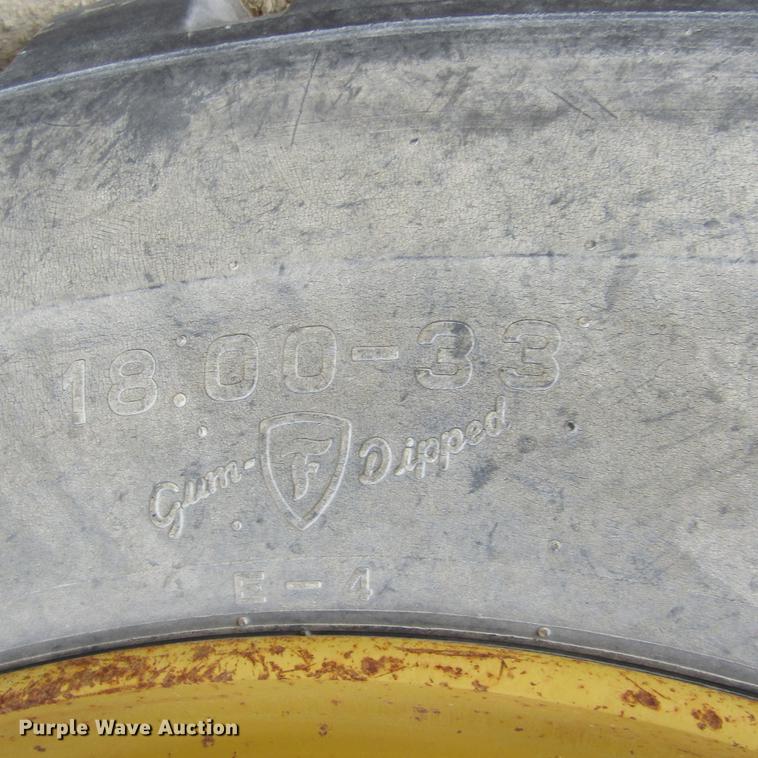 18.00-33
Gum- F Dipped
E-4
Purple Wave Auction